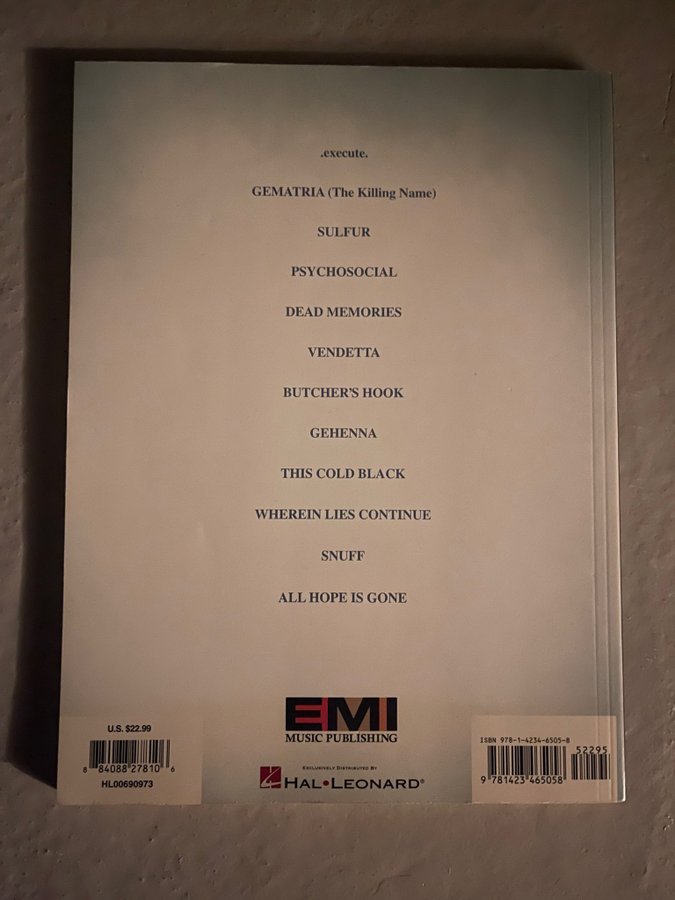 .execute.
GEMATRIA (The Killing Name)
SULFUR
PSYCHOSOCIAL
DEAD MEMORIES
VENDETTA
BUTCHER'S HOOK
GEHENNA
THIS COLD BLACK
WHEREIN LIES CONTINUE
SNUFF
ALL HOPE IS GONE
EMI
MUSIC PUBLISHING
EXCLUSIVELY DISTRIBUTED BY
HAL•LEONARD®
U.S. $22.99
8 84088 27810 6
HL00690973
ISBN 978-1-4234-6505-8
52295
9 781423 465058